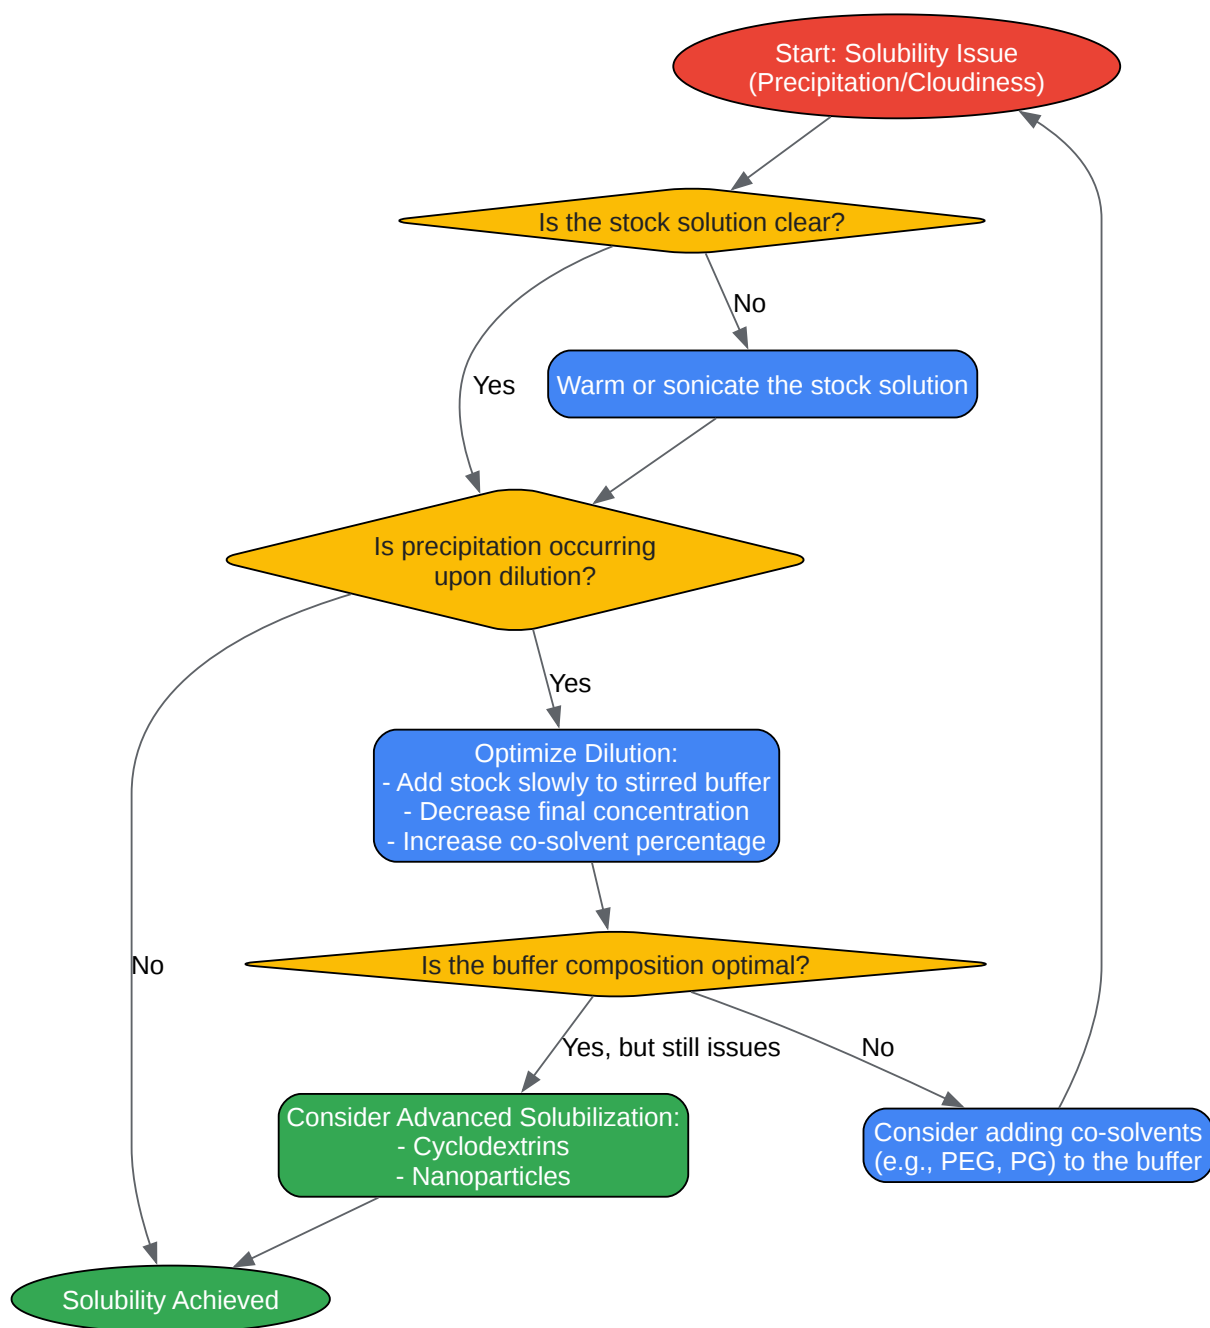 Start: Solubility Issue
(Precipitation/Cloudiness)
Is the stock solution clear?
No
Yes
Warm or sonicate the stock solution
Is precipitation occurring
upon dilution?
Yes
Optimize Dilution:
- Add stock slowly to stirred buffer
- Decrease final concentration
- Increase co-solvent percentage
No
Is the buffer composition optimal?
Yes, but still issues
No
Consider Advanced Solubilization:
- Cyclodextrins
- Nanoparticles
Consider adding co-solvents
(e.g., PEG, PG) to the buffer
Solubility Achieved